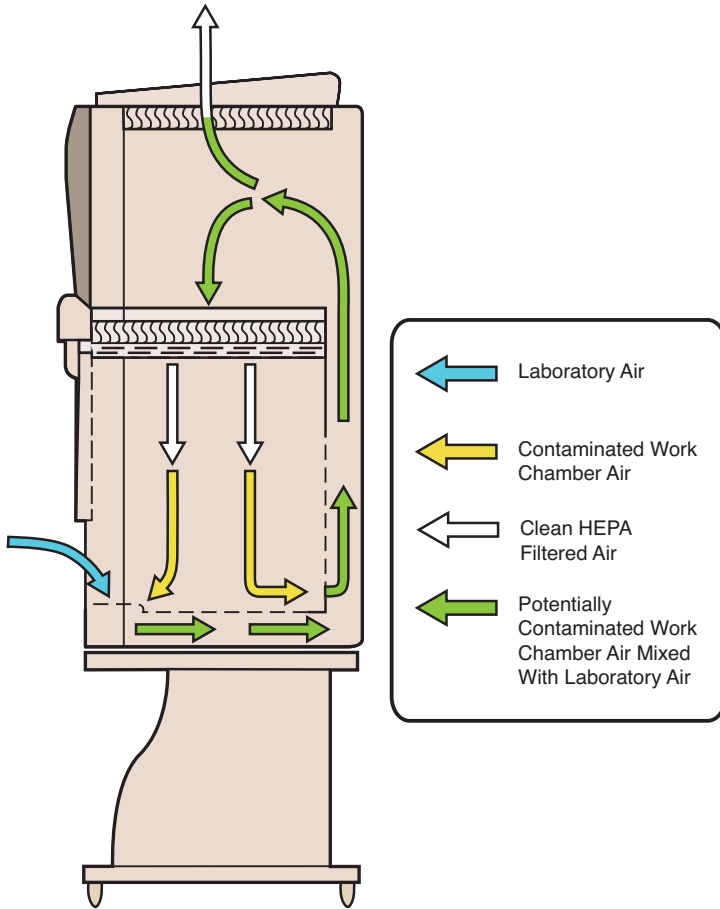 Laboratory Air
Contaminated Work
Chamber Air
Clean HEPA
Filtered Air
Potentially
Contaminated Work
Chamber Air Mixed
With Laboratory Air